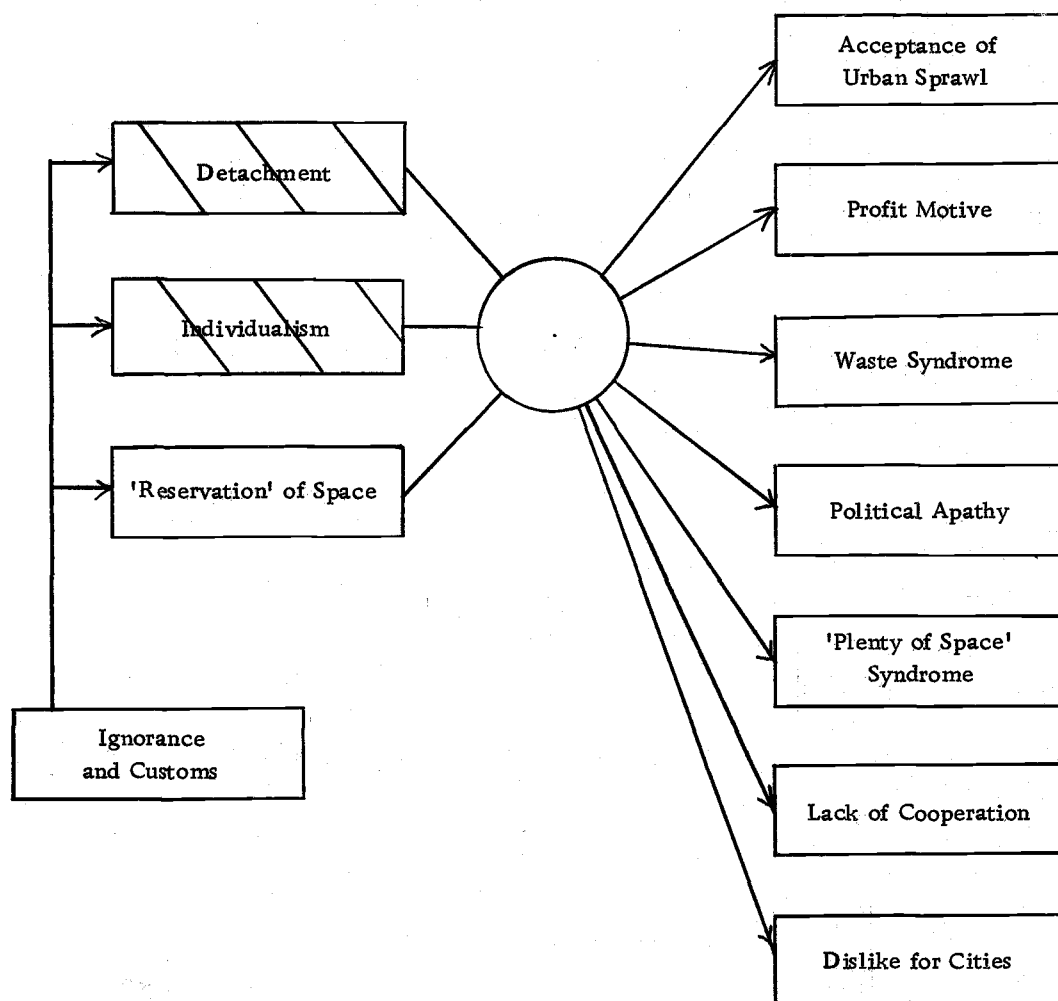 Acceptance of
Urban Sprawl
Detachment
Profit Motive
Individualism
Waste Syndrome
'Reservation' of Space
Political Apathy
'Plenty of Space'
Syndrome
Ignorance
and Customs
Lack of Cooperation
Dislike for Cities